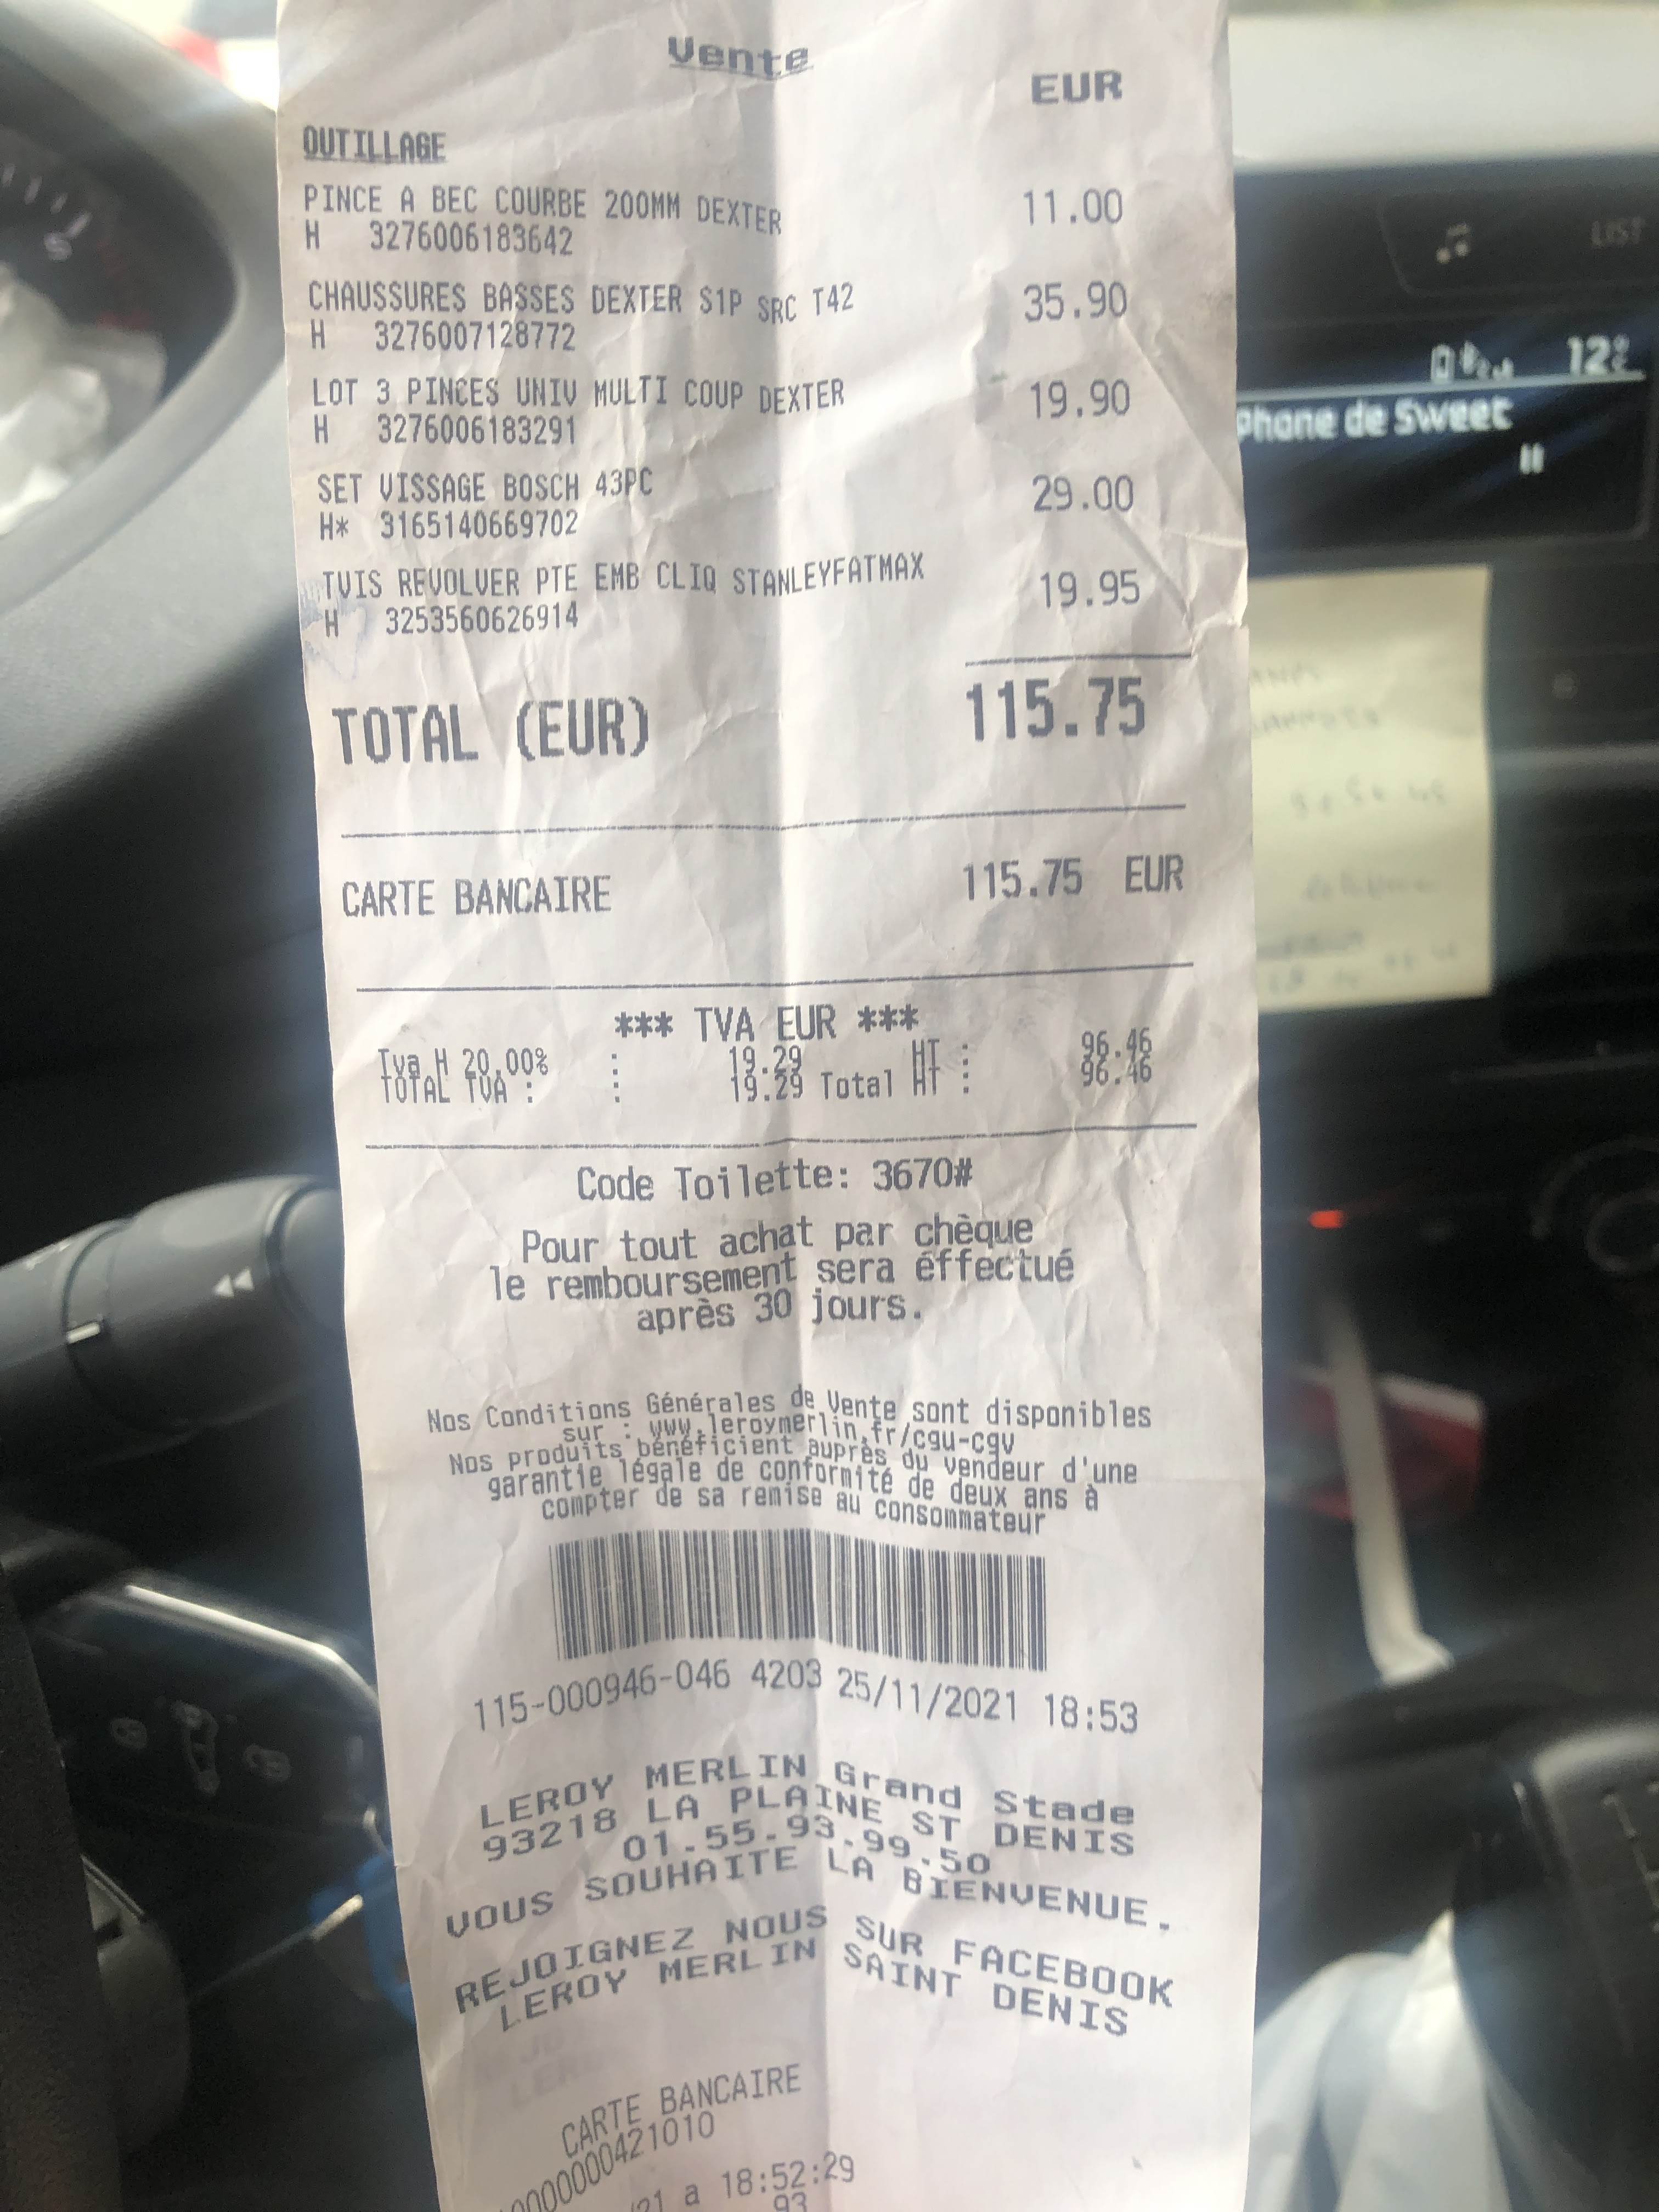 Vente
EUR
OUTILLAGE
PINCE A BEC COURBE 200MM DEXTER 11.00
H 3276006183642
CHAUSSURES BASSES DEXTER S1P SRC T42 35.90
H 3276007128772
LOT 3 PINCES UNIV MULTI COUP DEXTER 19.90
H 3276006183291
SET VISSAGE BOSCH 43PC 29.00
H* 3165140669702
TVIS REVOLVER PTE EMB CLIQ STANLEYFATMAX 19.95
H 3253560626914
TOTAL (EUR) 115.75
CARTE BANCAIRE 115.75 EUR
*** TVA EUR ***
Tva H 20.00% : 19.29 HT : 96.46
TOTAL TVA : : 19.29 Total HT : 96.46
Code Toilette: 3670#
Pour tout achat par chèque
le remboursement sera éffectué
après 30 jours.
Nos Conditions Générales de Vente sont disponibles
sur : www.leroymerlin.fr/cgu-cgv
Nos produits bénéficient auprès du vendeur d'une
garantie légale de conformité de deux ans à
compter de sa remise au consommateur
115-000946-046 4203 25/11/2021 18:53
LEROY MERLIN Grand Stade
93218 LA PLAINE ST DENIS
01.55.93.99.50
VOUS SOUHAITE LA BIENVENUE.
REJOIGNEZ NOUS SUR FACEBOOK
LEROY MERLIN SAINT DENIS
CARTE BANCAIRE
0000000421010
/21 a 18:52:29
93
LIST
Phone de Sweet